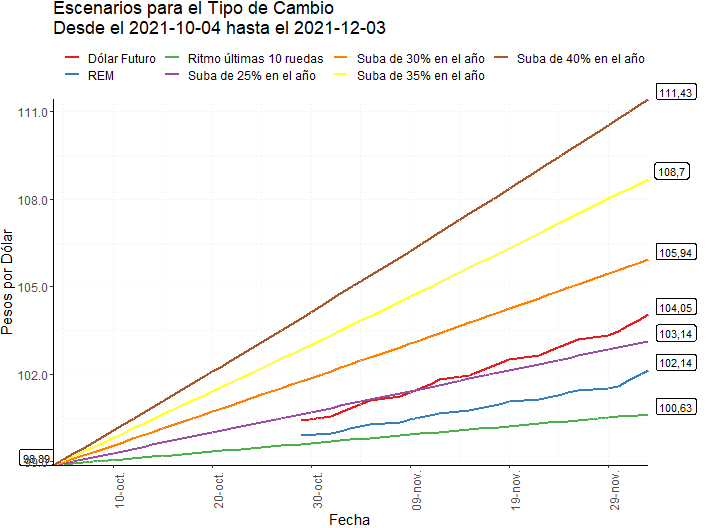 Escenarios para el Tipo de Cambio
Desde el 2021-10-04 hasta el 2021-12-03
Dólar Futuro
Ritmo últimas 10 ruedas
Suba de 30% en el año
Suba de 40% en el año
REM
Suba de 25% en el año
Suba de 35% en el año
Pesos por Dólar
111.0
108.0
105.0
102.0
99.0
98,89
111,43
108,7
105,94
104,05
103,14
102,14
100,63
10-oct.
20-oct.
30-oct.
09-nov.
19-nov.
29-nov.
Fecha